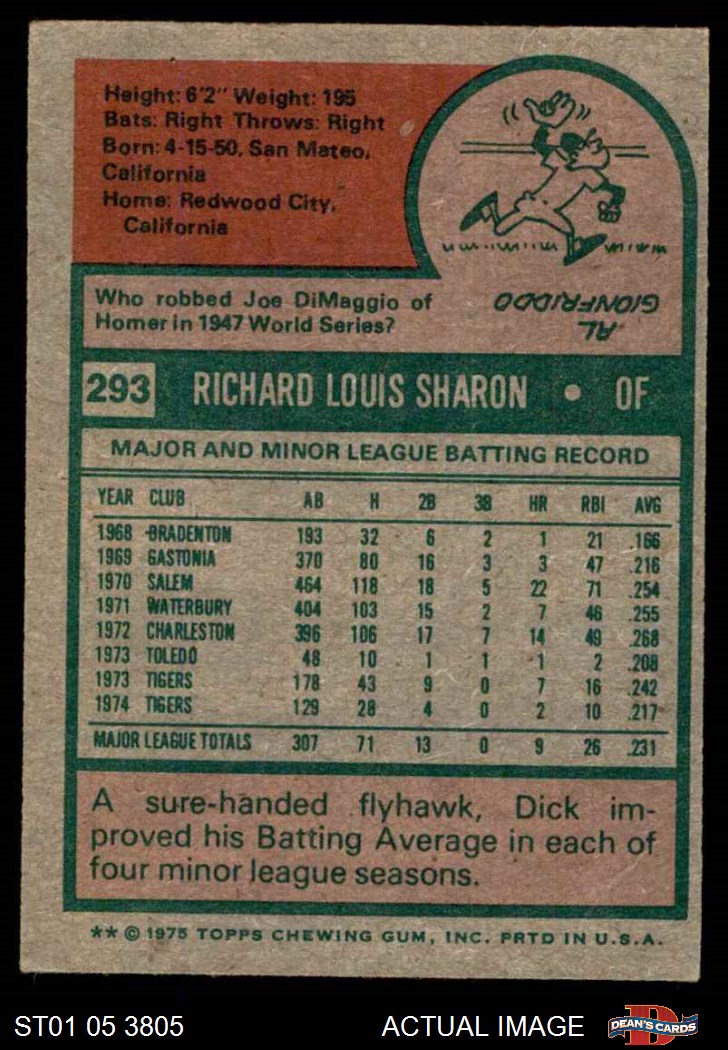 Height: 6'2" Weight: 195
Bats: Right Throws: Right
Born: 4-15-50, San Mateo,
California
Home: Redwood City,
California
Who robbed Joe DiMaggio of
Homer in 1947 World Series?
AL
GIONFRIDDO
293 RICHARD LOUIS SHARON • OF
MAJOR AND MINOR LEAGUE BATTING RECORD
YEAR CLUB AB H 2B 3B HR RBI AVG
1968 BRADENTON 193 32 6 2 1 21 .166
1969 GASTONIA 370 80 16 3 3 47 .216
1970 SALEM 464 118 18 5 22 71 .254
1971 WATERBURY 404 103 15 2 7 46 .255
1972 CHARLESTON 396 106 17 7 14 49 .268
1973 TOLEDO 48 10 1 1 1 2 .208
1973 TIGERS 178 43 9 0 7 16 .242
1974 TIGERS 129 28 4 0 2 10 .217
MAJOR LEAGUE TOTALS 307 71 13 0 9 26 .231
A sure-handed flyhawk, Dick im-
proved his Batting Average in each of
four minor league seasons.
** © 1975 TOPPS CHEWING GUM, INC. PRTD IN U.S.A.
ST01 05 3805 ACTUAL IMAGE DEAN'S CARDS